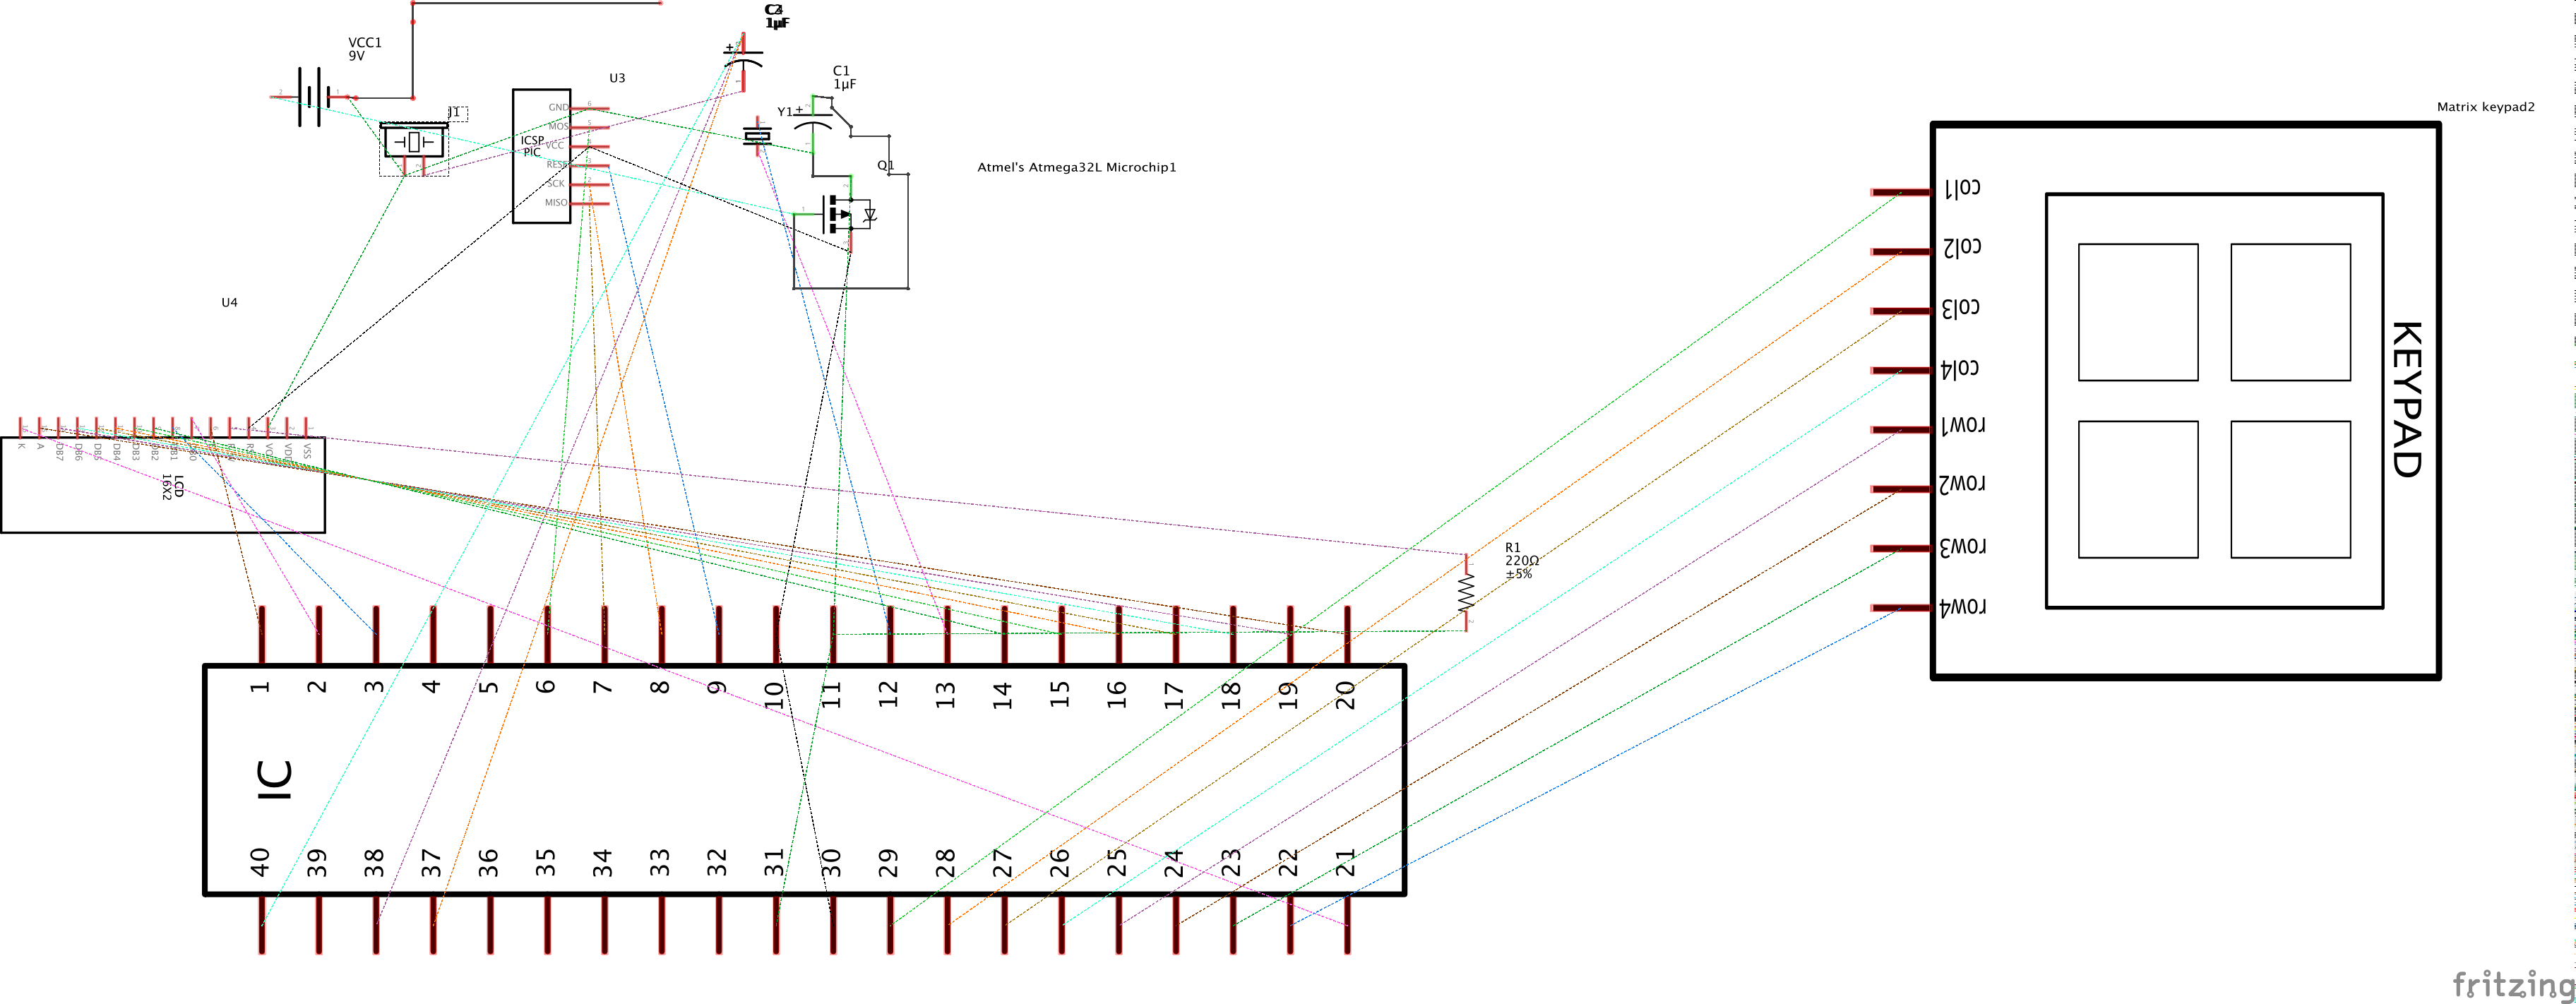 C3
1µF
VCC1
9V
U3
C1
1µF
J1
Y1
ICSP
PIC
GND
MOSI
VCC
RESET
SCK
MISO
Q1
Atmel's Atmega32L Microchip1
Matrix keypad2
col1
col2
col3
col4
row1
row2
row3
row4
KEYPAD
U4
K
A
DB7
DB6
DB5
DB4
DB3
DB2
DB1
VSS
LCD
16X2
R1
220Ω
±5%
1 2 3 4 5 6 7 8 9 10 11 12 13 14 15 16 17 18 19 20
IC
40 39 38 37 36 35 34 33 32 31 30 29 28 27 26 25 24 23 22 21
fritzing